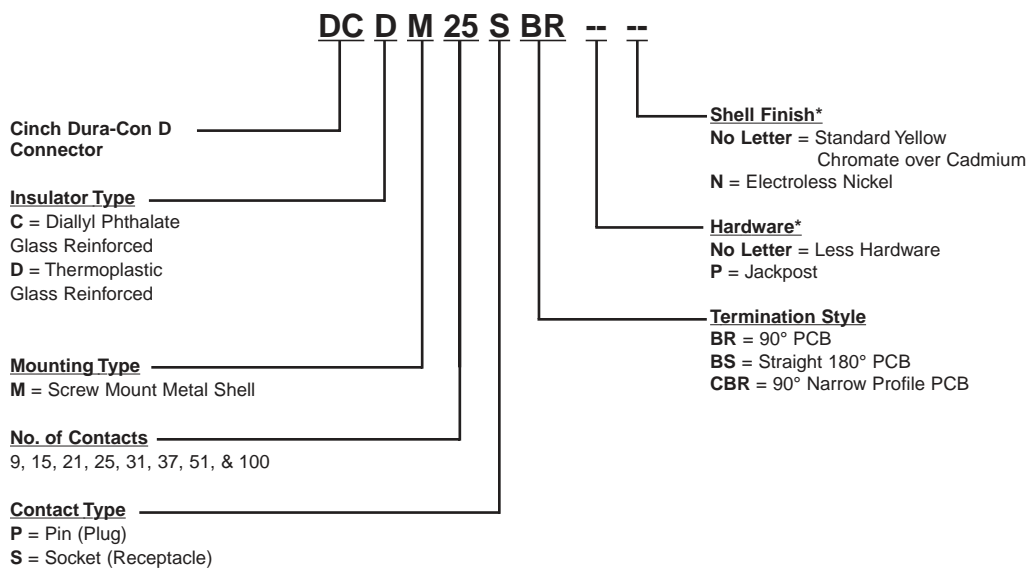 DC D M 25 S BR -- --
Cinch Dura-Con D
Connector
Insulator Type
C = Diallyl Phthalate
Glass Reinforced
D = Thermoplastic
Glass Reinforced
Mounting Type
M = Screw Mount Metal Shell
No. of Contacts
9, 15, 21, 25, 31, 37, 51, & 100
Contact Type
P = Pin (Plug)
S = Socket (Receptacle)
Shell Finish*
No Letter = Standard Yellow
Chromate over Cadmium
N = Electroless Nickel
Hardware*
No Letter = Less Hardware
P = Jackpost
Termination Style
BR = 90° PCB
BS = Straight 180° PCB
CBR = 90° Narrow Profile PCB